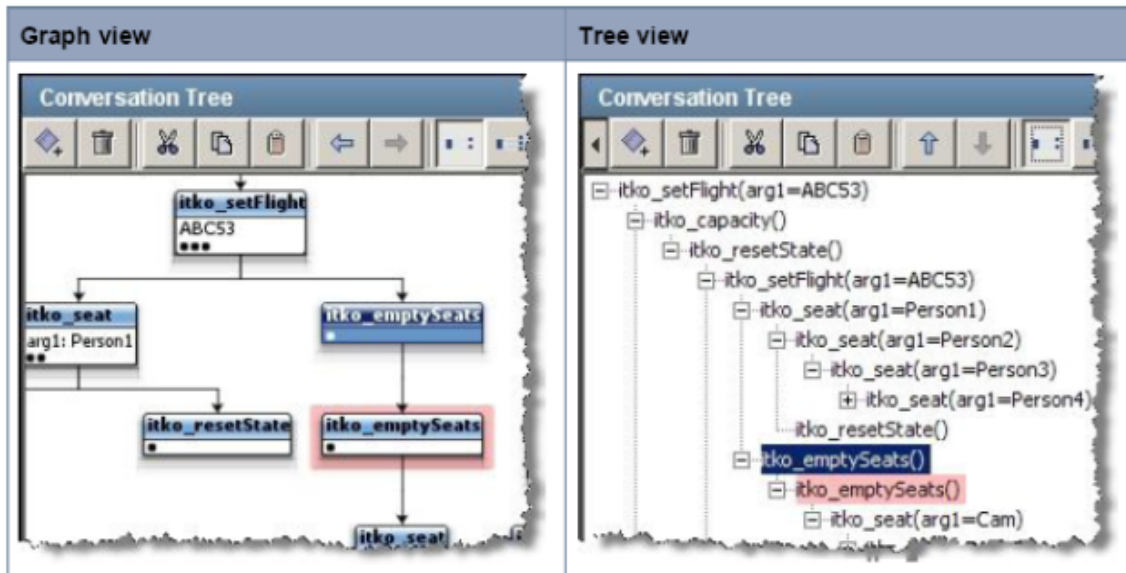 Graph view
Tree view
Conversation Tree
itko_setFlight
ABC53
itko_seat
arg1: Person1
itko_emptySeats
itko_resetState
itko_emptySeats
itko_seat
Conversation Tree
itko_setFlight(arg1=ABC53)
itko_capacity()
itko_resetState()
itko_setFlight(arg1=ABC53)
itko_seat(arg1=Person1)
itko_seat(arg1=Person2)
itko_seat(arg1=Person3)
itko_seat(arg1=Person4)
itko_resetState()
itko_emptySeats()
itko_emptySeats()
itko_seat(arg1=Cam)